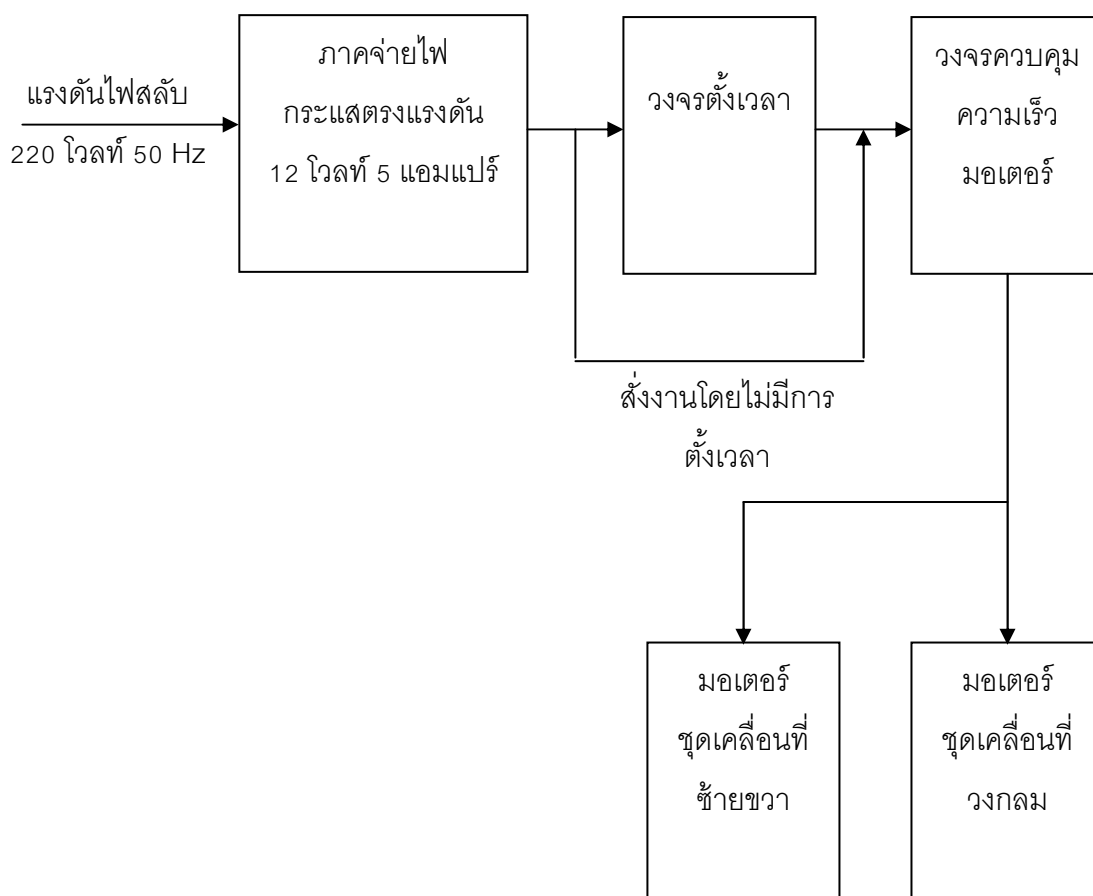 แรงดันไฟสลับ
220 โวลท์ 50 Hz
ภาคจ่ายไฟ
กระแสตรงแรงดัน
12 โวลท์ 5 แอมแปร์
วงจรตั้งเวลา
วงจรควบคุม
ความเร็ว
มอเตอร์
สั่งงานโดยไม่มีการ
ตั้งเวลา
มอเตอร์
ชุดเคลื่อนที่
ซ้ายขวา
มอเตอร์
ชุดเคลื่อนที่
วงกลม